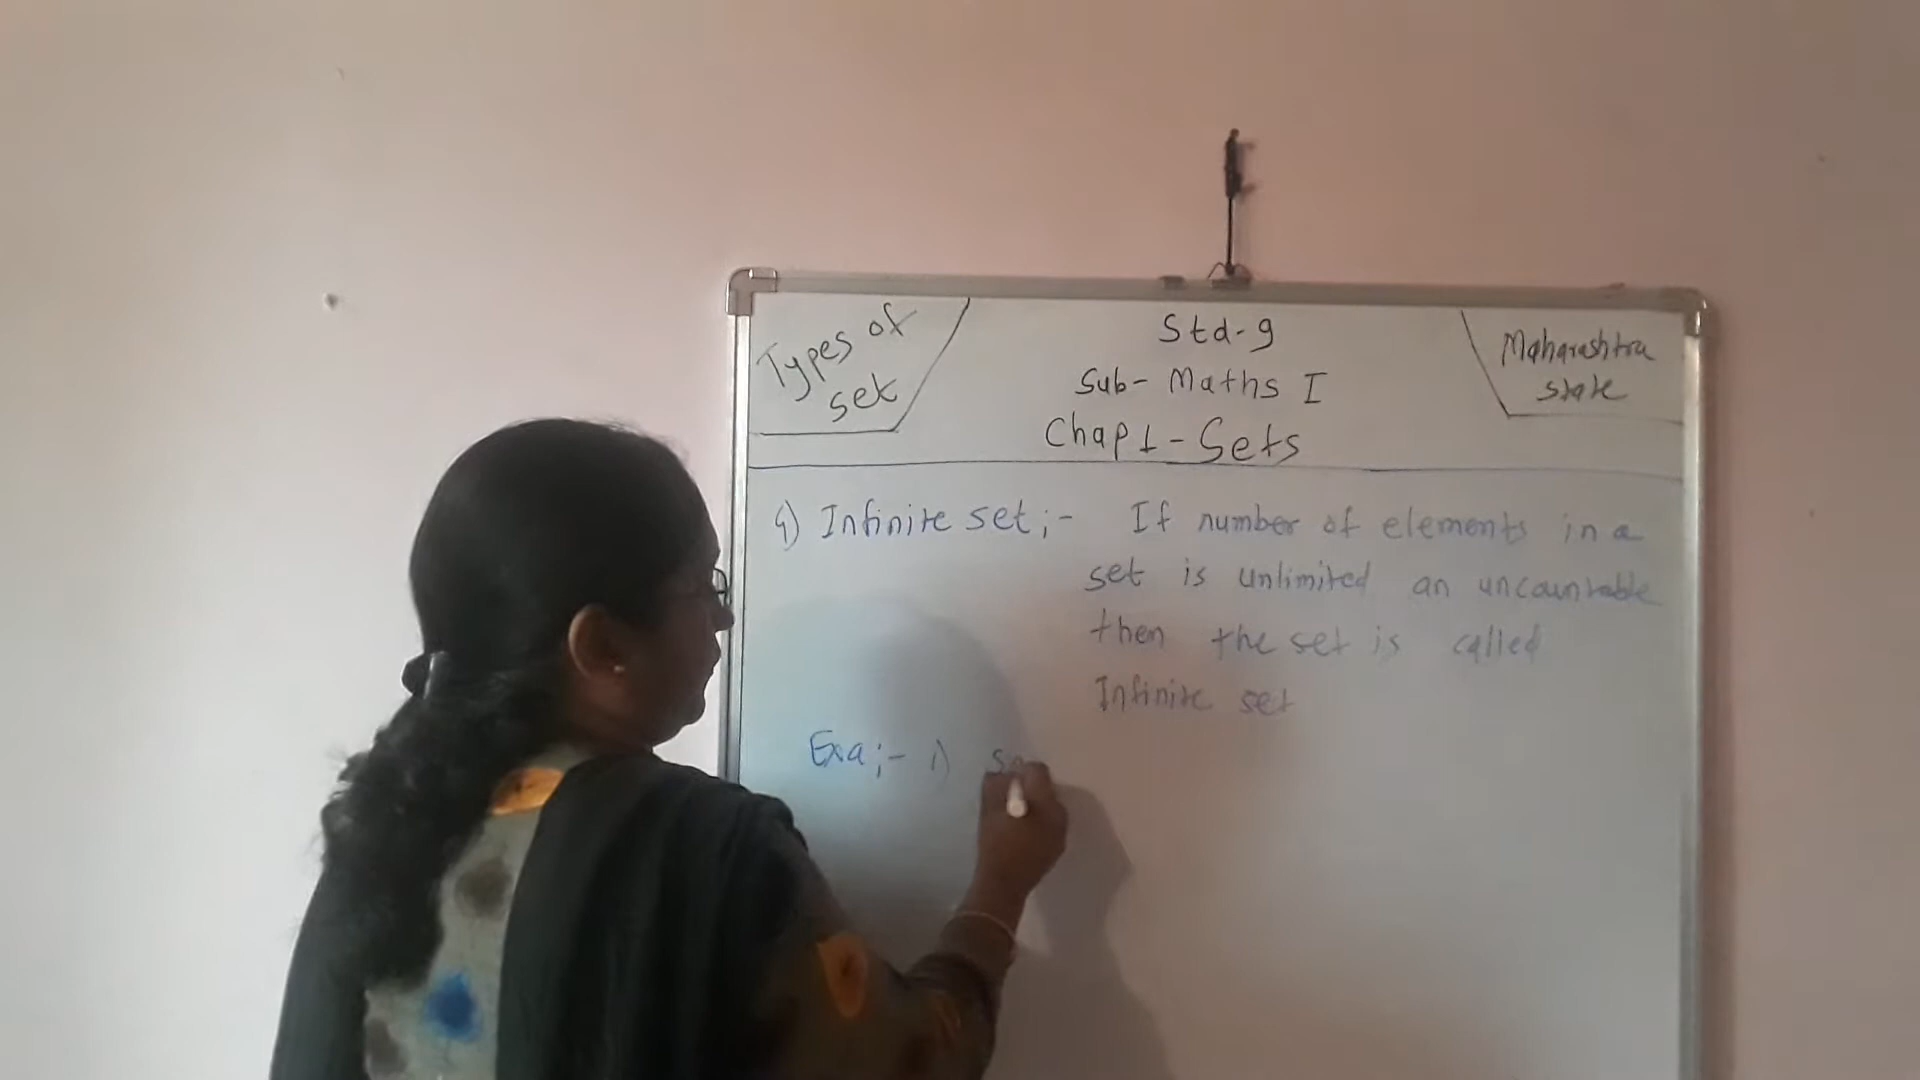 Types of
set
Std-9
Sub- Maths I
Chap 1 - Sets
Maharashtra
state
4) Infinite set ;- If number of elements in a
set is unlimited an uncountable
then the set is called
Infinite set
Exa ;- i)